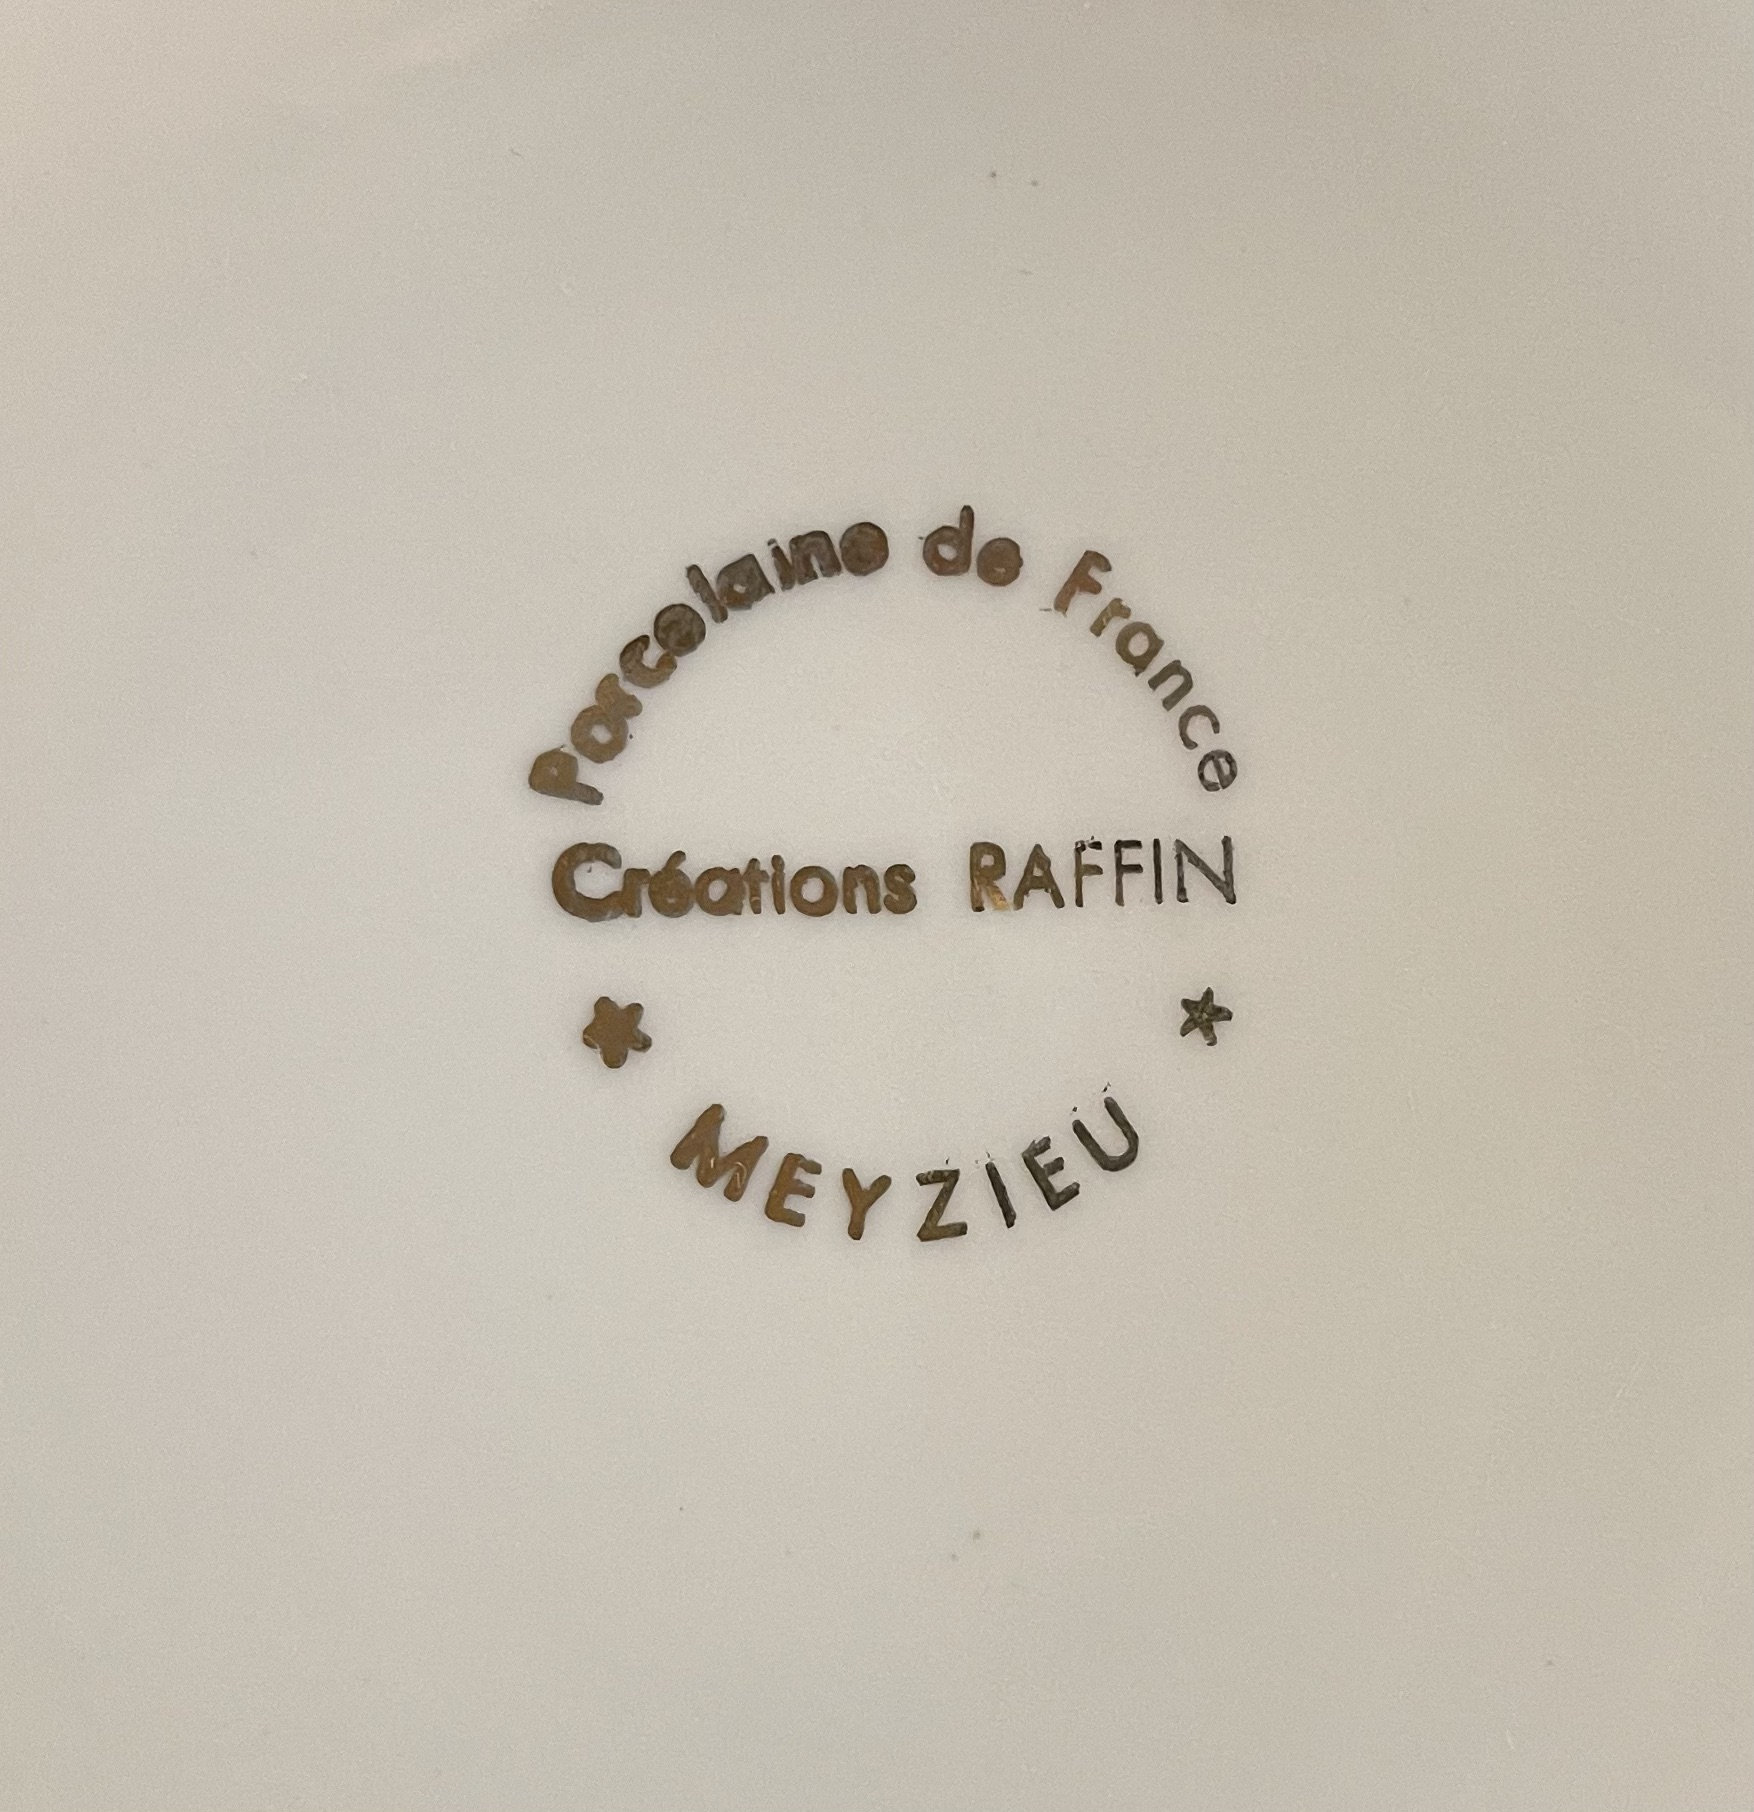 Porcelaine de France
Créations RAFFIN
MEYZIEU